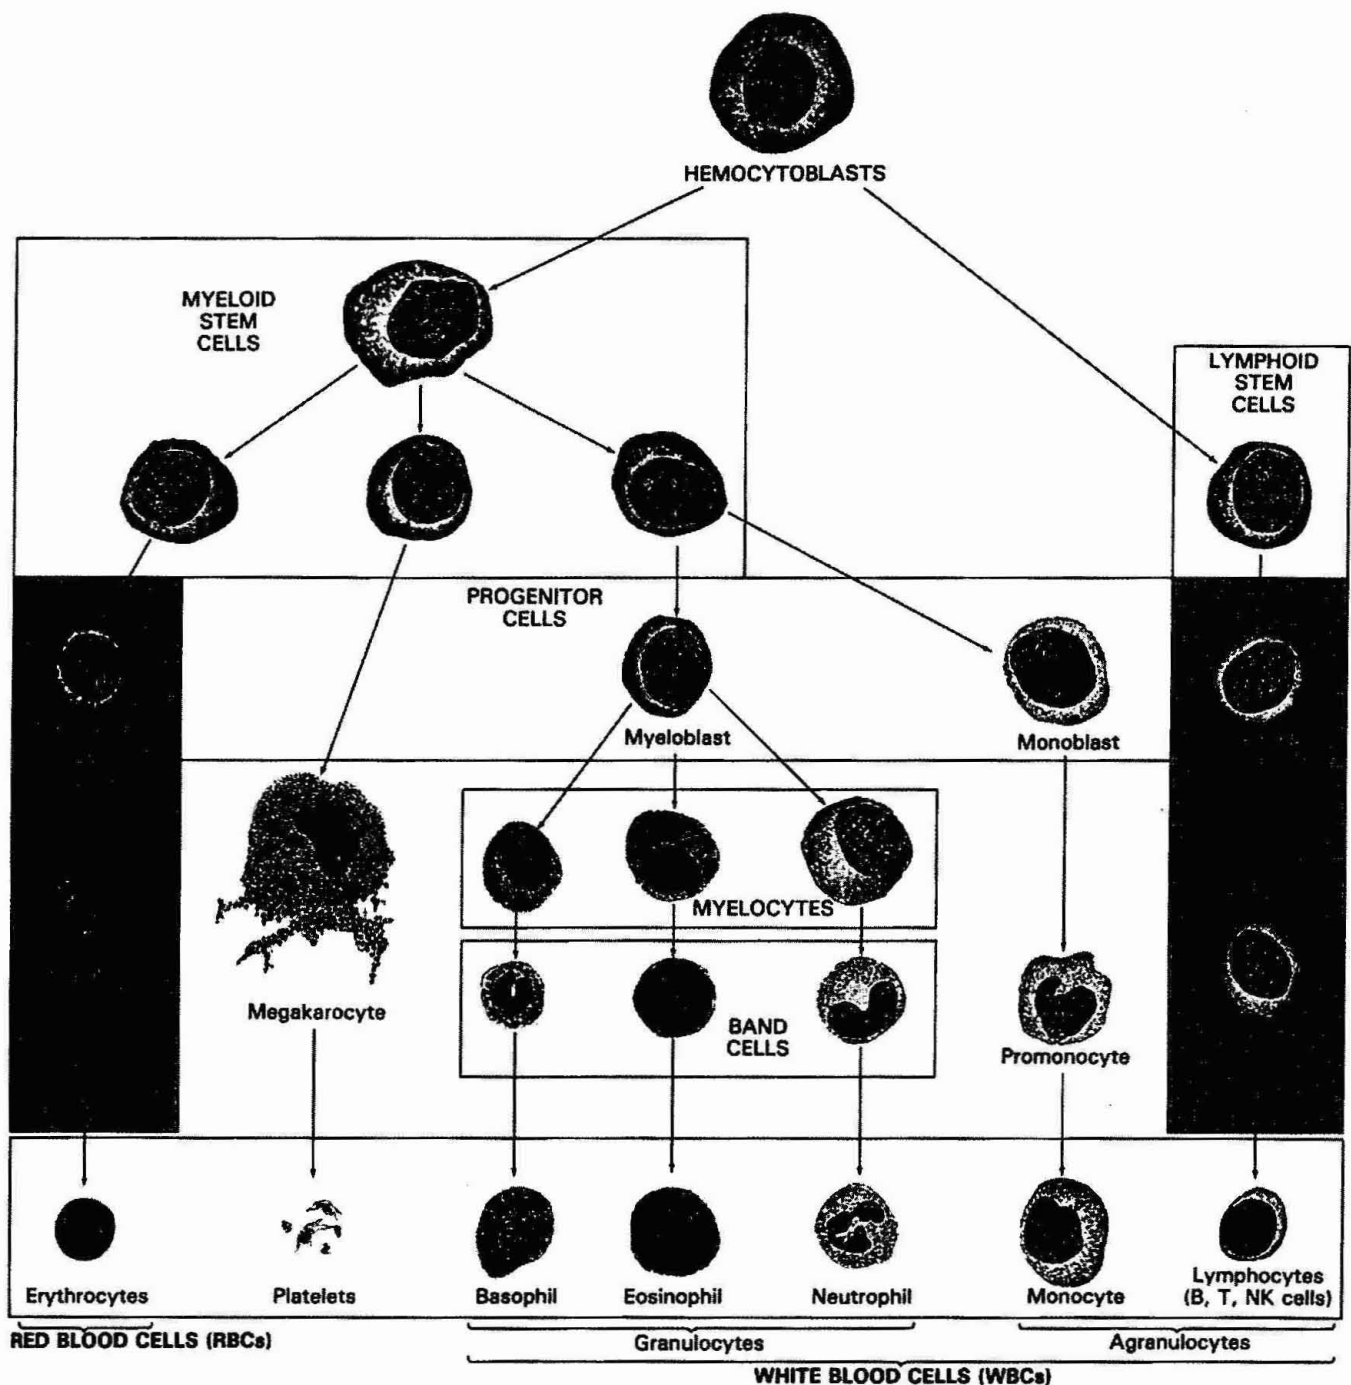 HEMOCYTOBLASTS
MYELOID
STEM
CELLS
LYMPHOID
STEM
CELLS
PROGENITOR
CELLS
Myeloblast
Monoblast
MYELOCYTES
Megakarocyte
BAND
CELLS
Promonocyte
Erythrocytes
Platelets
Basophil
Eosinophil
Neutrophil
Monocyte
Lymphocytes
(B, T, NK cells)
RED BLOOD CELLS (RBCs)
Granulocytes
Agranulocytes
WHITE BLOOD CELLS (WBCs)